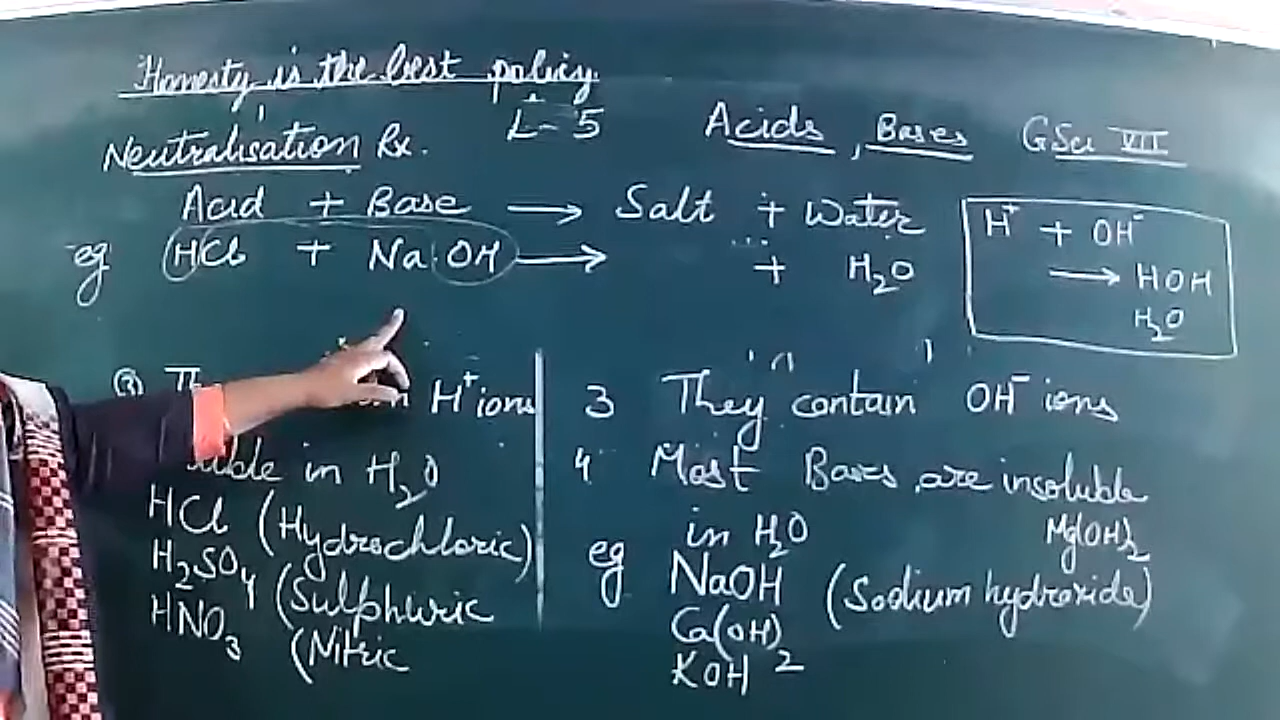 Honesty is the best policy.
L-5
Acids, Bases GSci VII
Neutralisation Rx.
Acid + Base → Salt + Water
eg HCl + NaOH → + H₂O
H⁺ + OH⁻
→ HOH
H₂O
③ H⁺ ions
in H₂O
HCl (Hydrochloric)
H₂SO₄ (Sulphuric
HNO₃ (Nitric
3 They contain OH⁻ ions
4 Most Bases are insoluble
in H₂O Mg(OH)₂
eg NaOH (Sodium hydroxide)
Ca(OH)₂
KOH